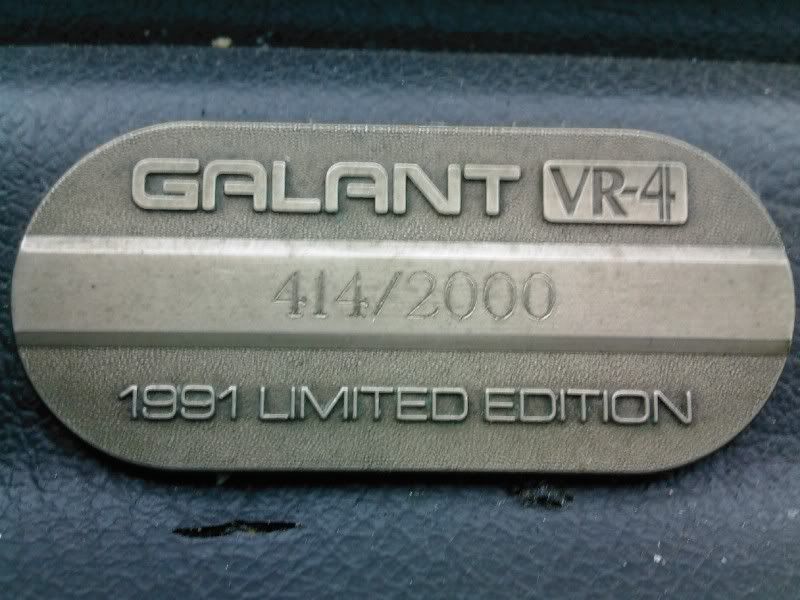 GALANT VR-4
414/2000
1991 LIMITED EDITION